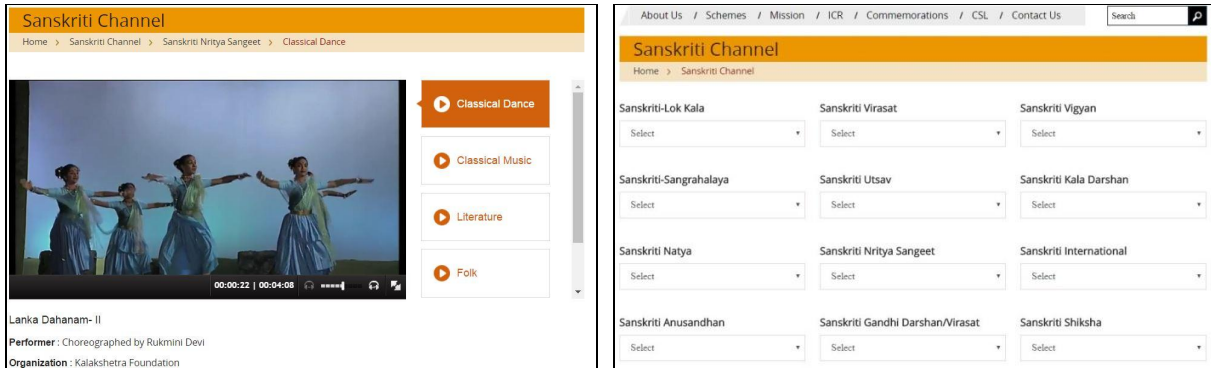 Sanskriti Channel
Home > Sanskriti Channel > Sanskriti Nritya Sangeet > Classical Dance
Classical Dance
Classical Music
Literature
Folk
00:00:22 | 00:04:08
Lanka Dahanam- II
Performer : Choreographed by Rukmini Devi
Organization : Kalakshetra Foundation
About Us / Schemes / Mission / ICR / Commemorations / CSL / Contact Us Search
Sanskriti Channel
Home > Sanskriti Channel
Sanskriti-Lok Kala Sanskriti Virasat Sanskriti Vigyan
Select Select Select
Sanskriti-Sangrahalaya Sanskriti Utsav Sanskriti Kala Darshan
Select Select Select
Sanskriti Natya Sanskriti Nritya Sangeet Sanskriti International
Select Select Select
Sanskriti Anusandhan Sanskriti Gandhi Darshan/Virasat Sanskriti Shiksha
Select Select Select